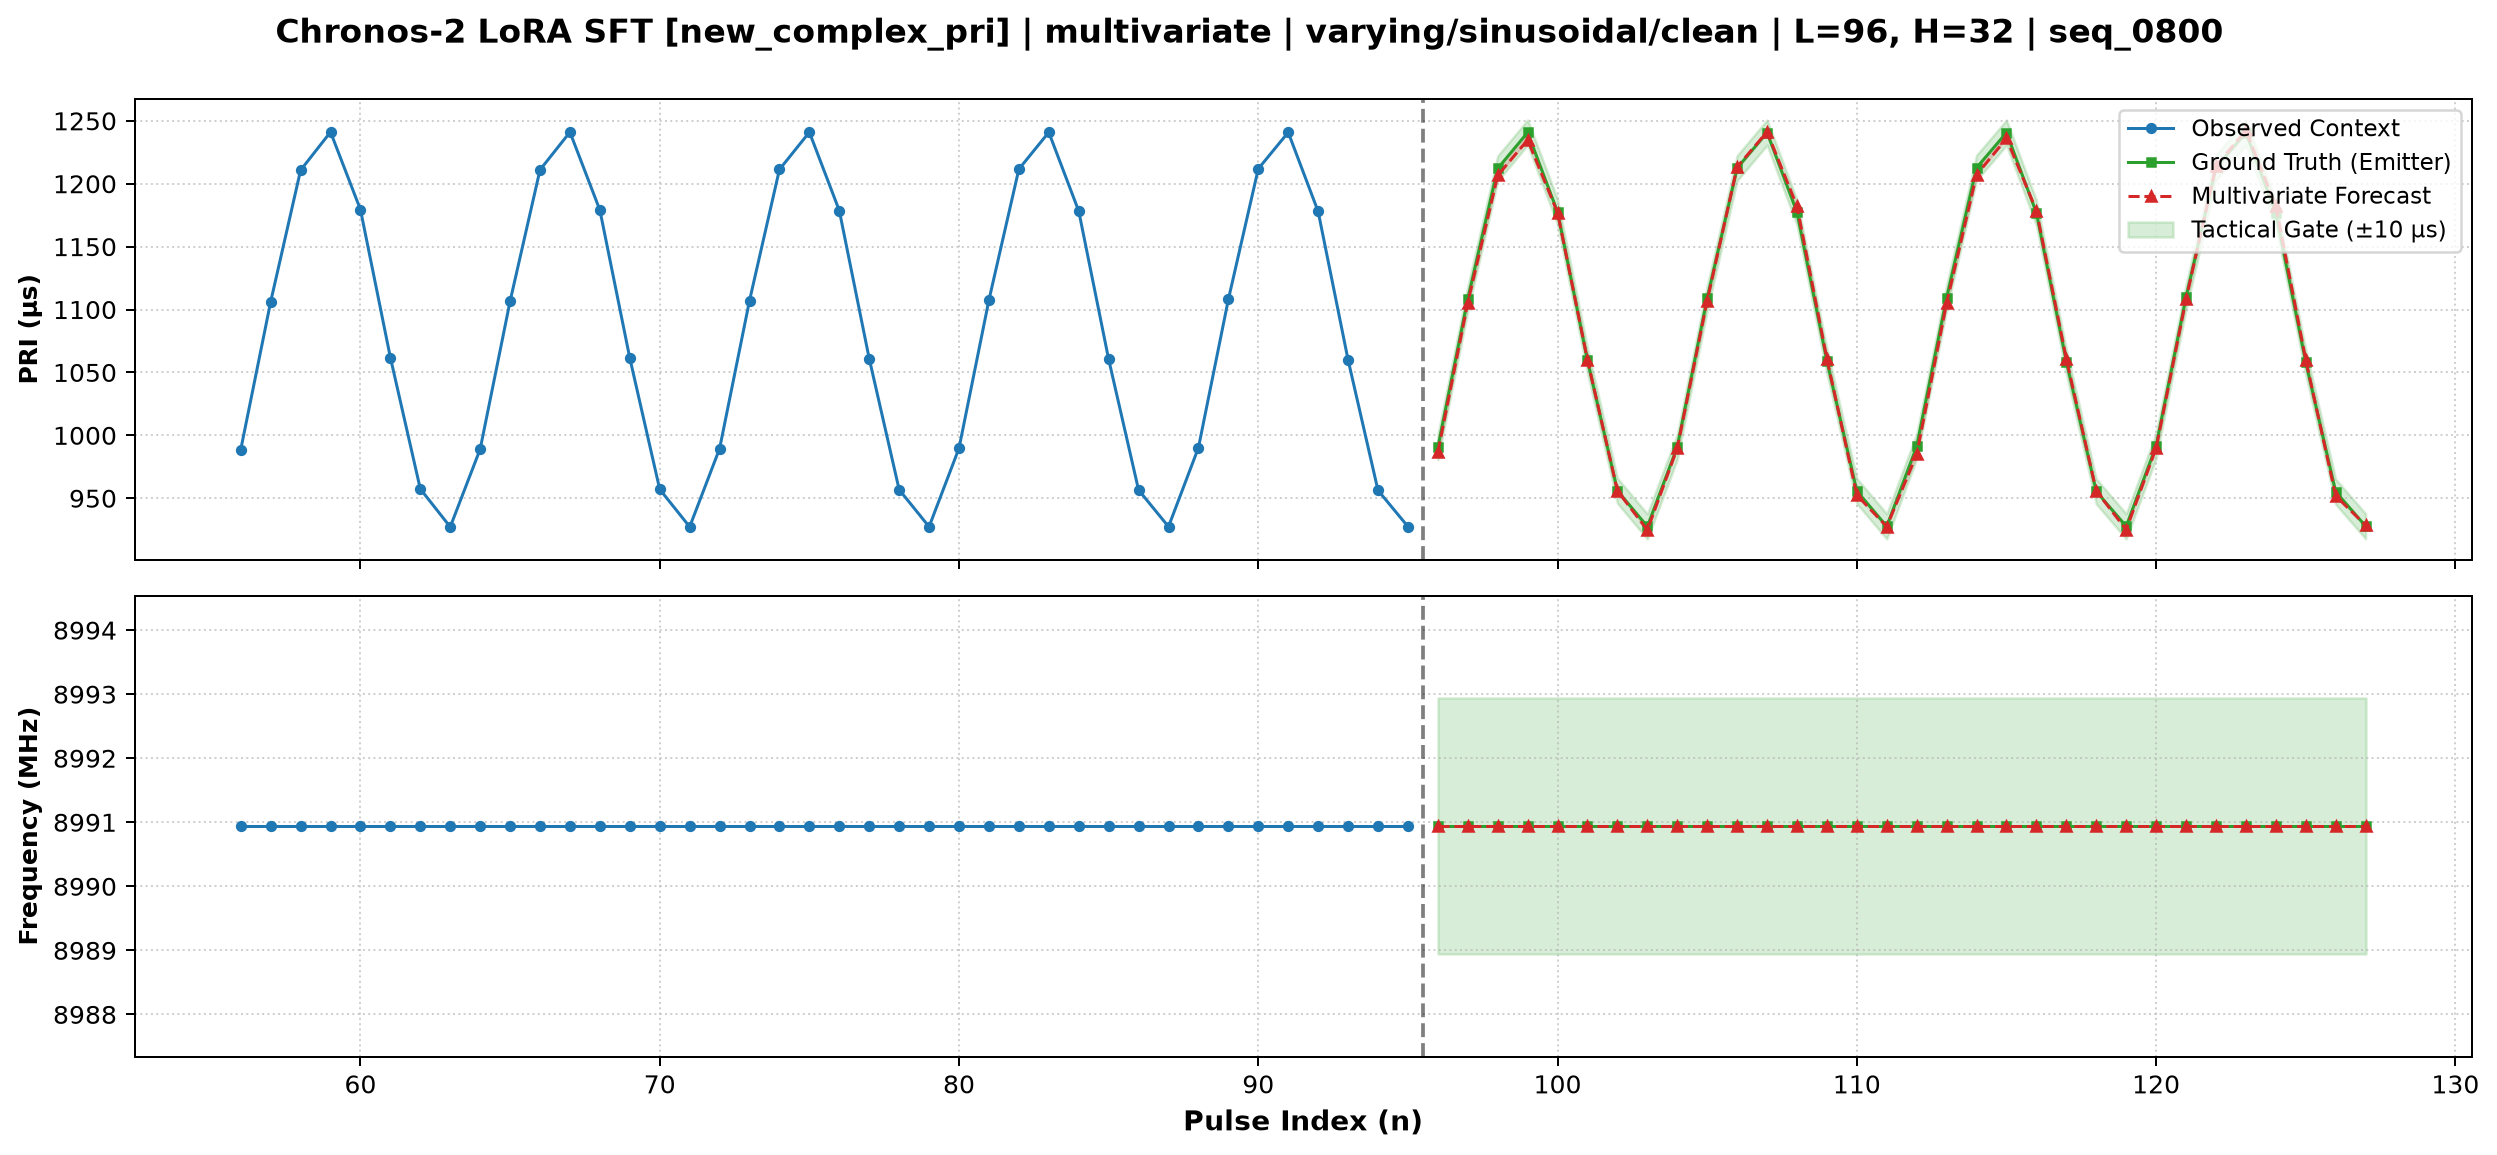 Chronos-2 LoRA SFT [new_complex_pri] | multivariate | varying/sinusoidal/clean | L=96, H=32 | seq_0800
PRI (µs)
1250
1200
1150
1100
1050
1000
950
Observed Context
Ground Truth (Emitter)
Multivariate Forecast
Tactical Gate (±10 µs)
Frequency (MHz)
8994
8993
8992
8991
8990
8989
8988
60 70 80 90 100 110 120 130
Pulse Index (n)